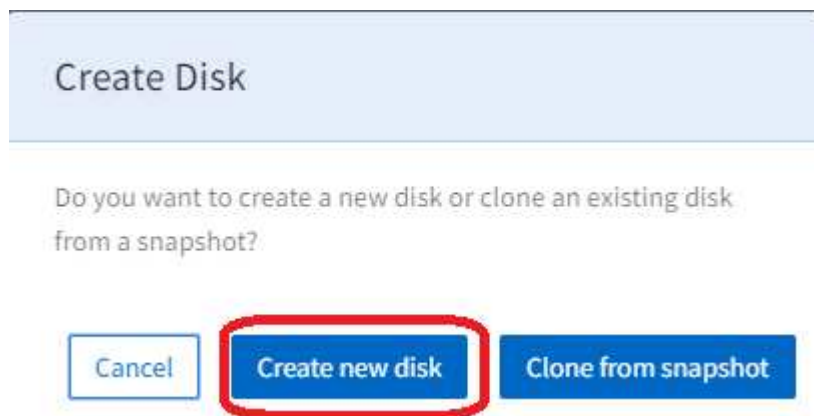 Create Disk
Do you want to create a new disk or clone an existing disk
from a snapshot?
Cancel Create new disk Clone from snapshot